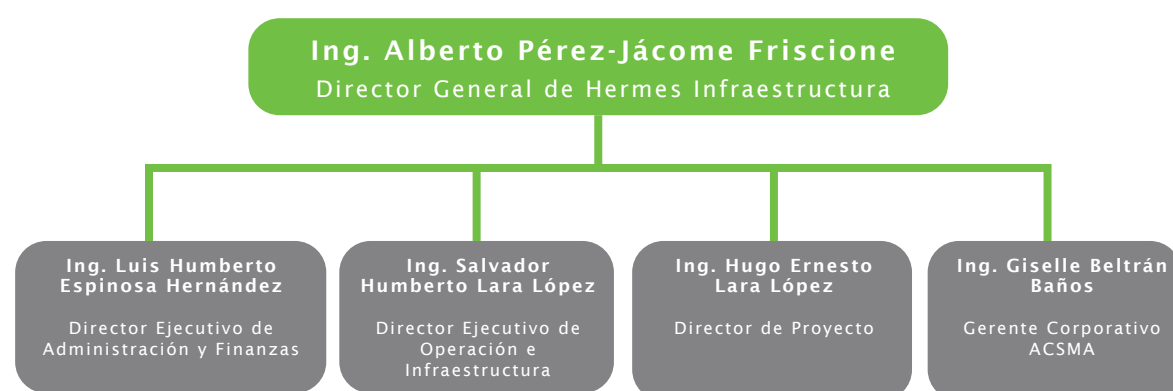 Ing. Alberto Pérez-Jácome Friscione
Director General de Hermes Infraestructura
Ing. Luis Humberto
Espinosa Hernández
Director Ejecutivo de
Administración y Finanzas
Ing. Salvador
Humberto Lara López
Director Ejecutivo de
Operación e
Infraestructura
Ing. Hugo Ernesto
Lara López
Director de Proyecto
Ing. Giselle Beltrán
Baños
Gerente Corporativo
ACSMA